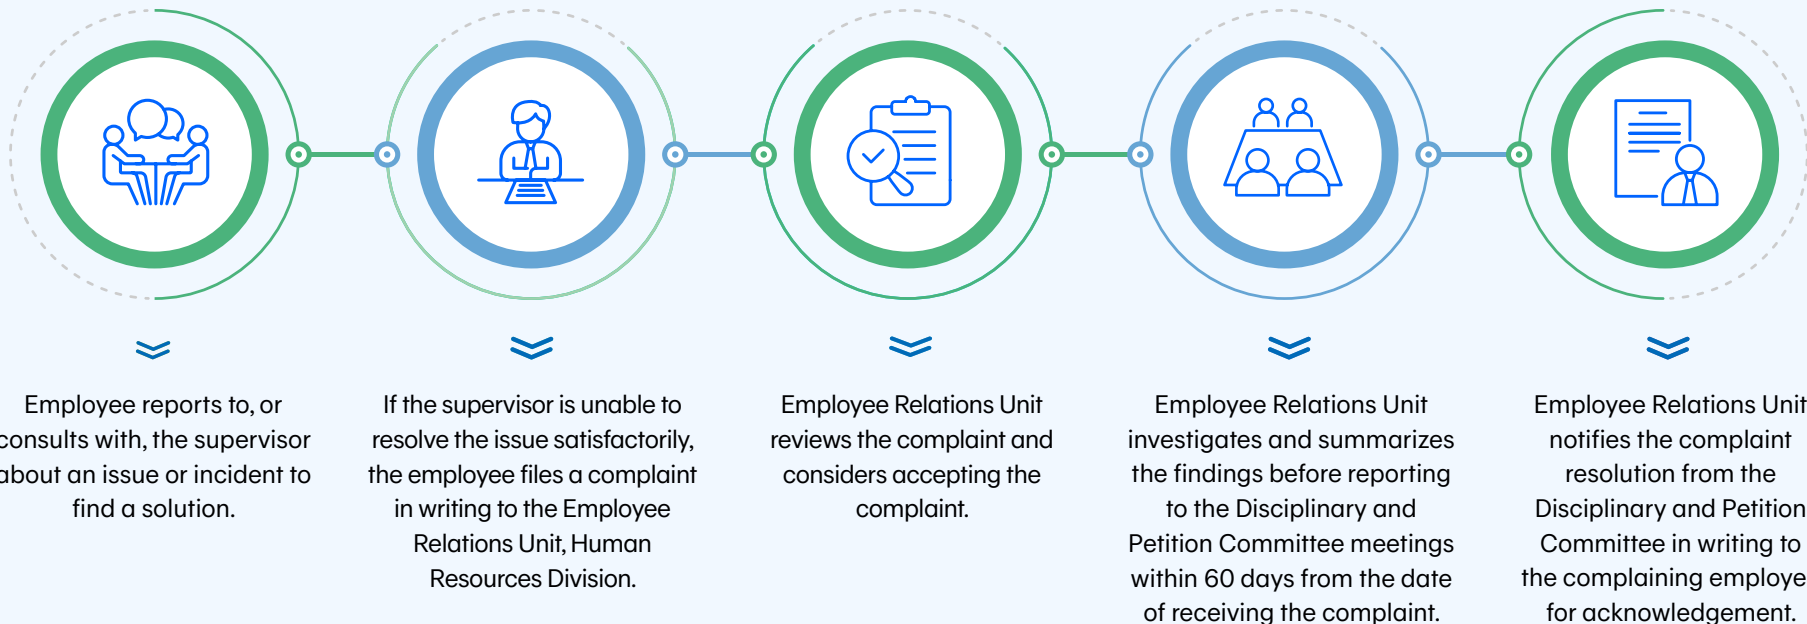 Employee reports to, or
consults with, the supervisor
about an issue or incident to
find a solution.
If the supervisor is unable to
resolve the issue satisfactorily,
the employee files a complaint
in writing to the Employee
Relations Unit, Human
Resources Division.
Employee Relations Unit
reviews the complaint and
considers accepting the
complaint.
Employee Relations Unit
investigates and summarizes
the findings before reporting
to the Disciplinary and
Petition Committee meetings
within 60 days from the date
of receiving the complaint.
Employee Relations Unit
notifies the complaint
resolution from the
Disciplinary and Petition
Committee in writing to
the complaining employe
for acknowledgement.